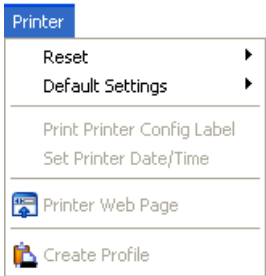 Printer
Reset
Default Settings
Print Printer Config Label
Set Printer Date/Time
Printer Web Page
Create Profile